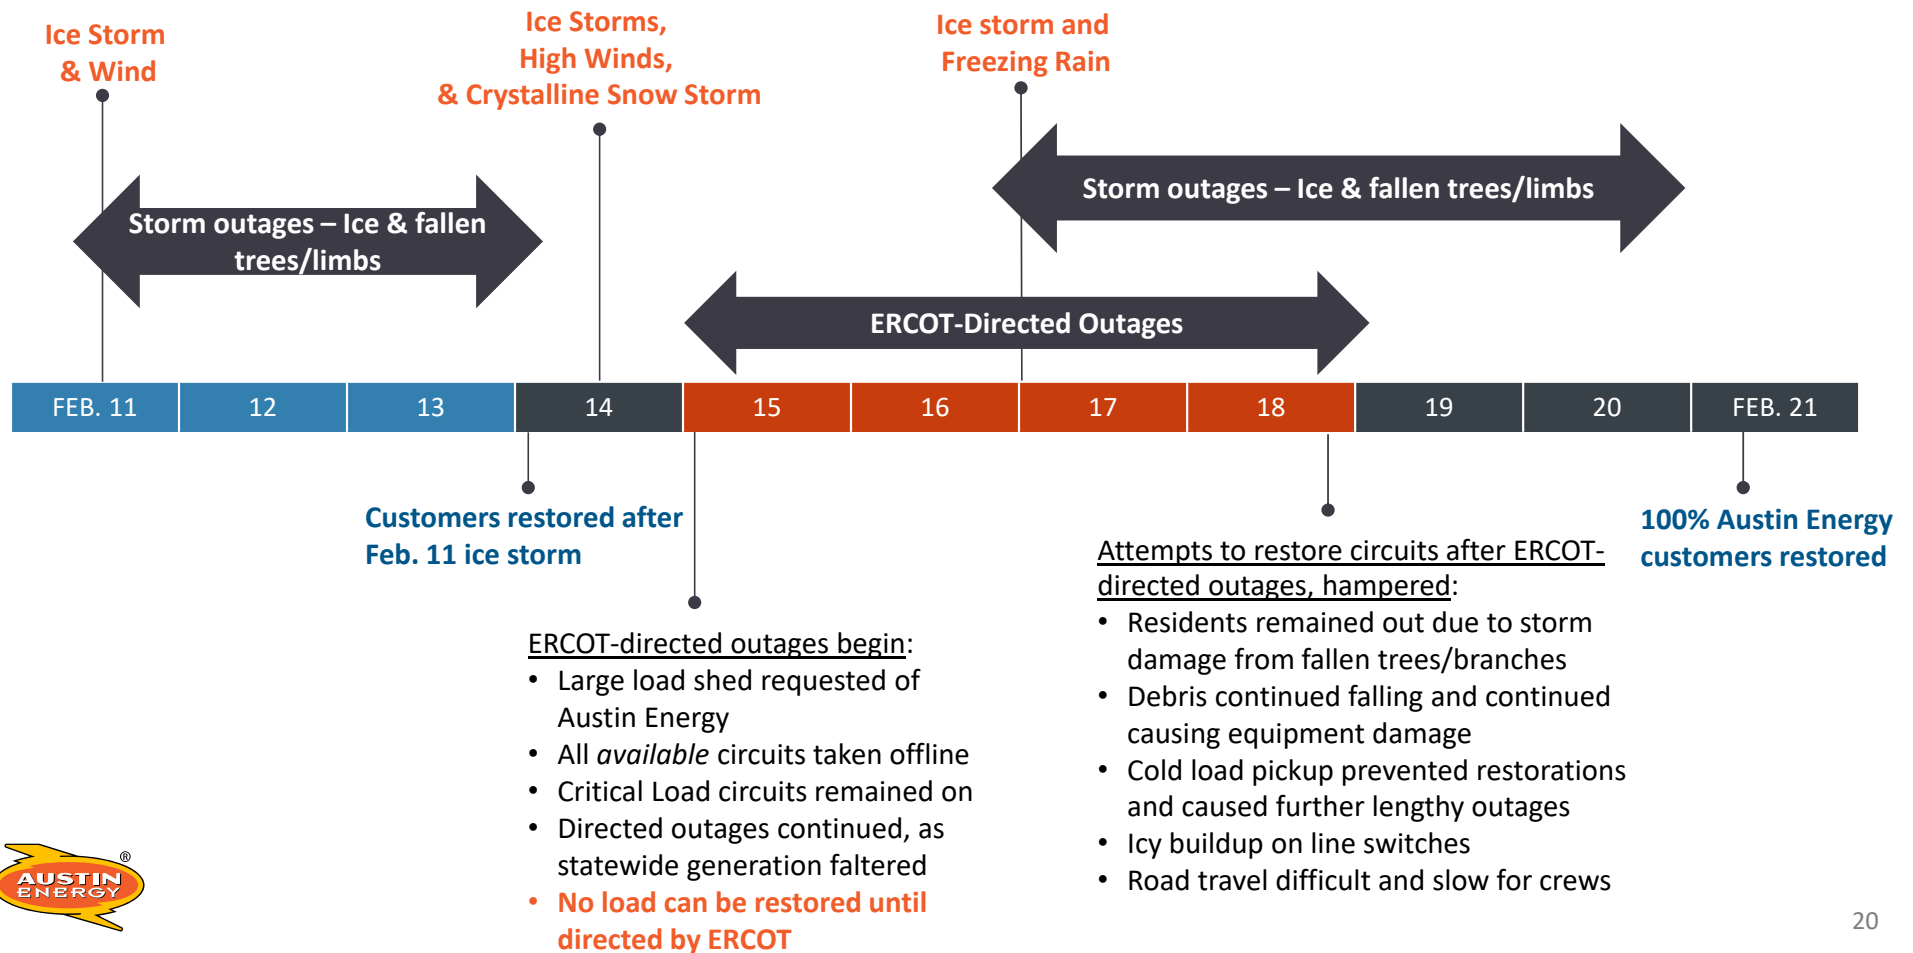 Ice Storm
& Wind
Ice Storms,
High Winds,
& Crystalline Snow Storm
Ice storm and
Freezing Rain
Storm outages – Ice & fallen
trees/limbs
Storm outages – Ice & fallen trees/limbs
ERCOT-Directed Outages
FEB. 11
12
13
14
15
16
17
18
19
20
FEB. 21
Customers restored after
Feb. 11 ice storm
ERCOT-directed outages begin:
• Large load shed requested of
Austin Energy
• All available circuits taken offline
• Critical Load circuits remained on
• Directed outages continued, as
statewide generation faltered
• No load can be restored until
directed by ERCOT
Attempts to restore circuits after ERCOT-
directed outages, hampered:
• Residents remained out due to storm
damage from fallen trees/branches
• Debris continued falling and continued
causing equipment damage
• Cold load pickup prevented restorations
and caused further lengthy outages
• Icy buildup on line switches
• Road travel difficult and slow for crews
100% Austin Energy
customers restored
AUSTIN
ENERGY
®
20